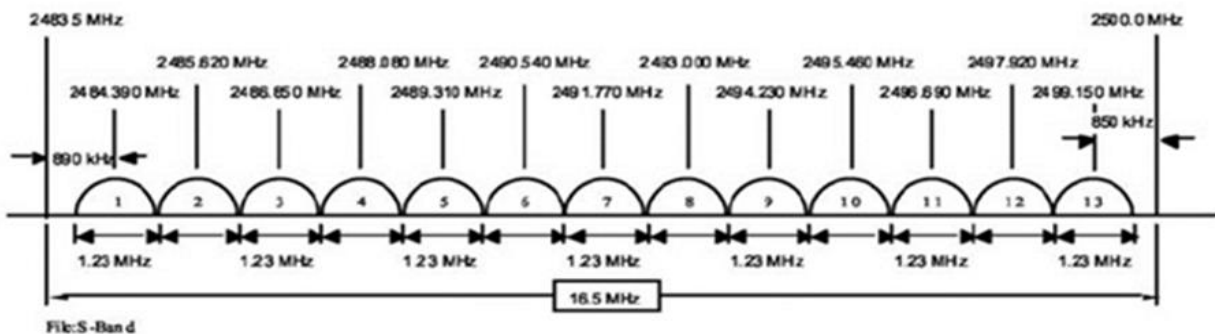 2483.5 MHz 2500.0 MHz
2485.620 MHz 2488.080 MHz 2490.540 MHz 2493.000 MHz 2495.460 MHz 2497.920 MHz
2484.390 MHz 2486.850 MHz 2489.310 MHz 2491.770 MHz 2494.230 MHz 2496.690 MHz 2499.150 MHz
850 kHz
890 kHz
1 2 3 4 5 6 7 8 9 10 11 12 13
1.23 MHz 1.23 MHz 1.23 MHz 1.23 MHz 1.23 MHz 1.23 MHz 1.23 MHz
16.5 MHz
File:S-Band